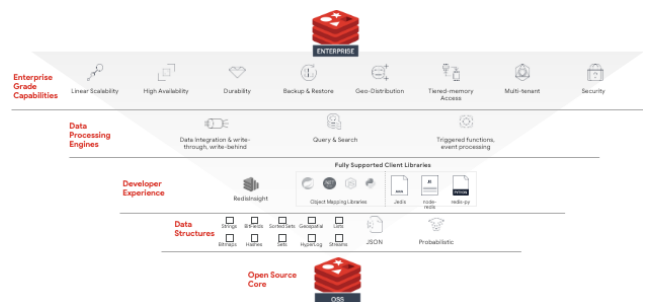 ENTERPRISE
Enterprise
Grade
Capabilities
Linear Scalability
High Availability
Durability
Backup & Restore
Geo-Distribution
Tiered-memory
Access
Multi-tenant
Security
Data
Processing
Engines
Data Integration & write-
through, write-behind
Query & Search
Triggered functions,
event processing
Fully Supported Client Libraries
Developer
Experience
RedisInsight
Object Mapping Libraries
Jedis
node-
redis
redis-py
Data
Structures
Strings
Bitfields
Sorted Sets
Geospatial
Lists
Bitmaps
Hashes
Sets
HyperLog
Streams
JSON
Probabilistic
Open Source
Core
OSS